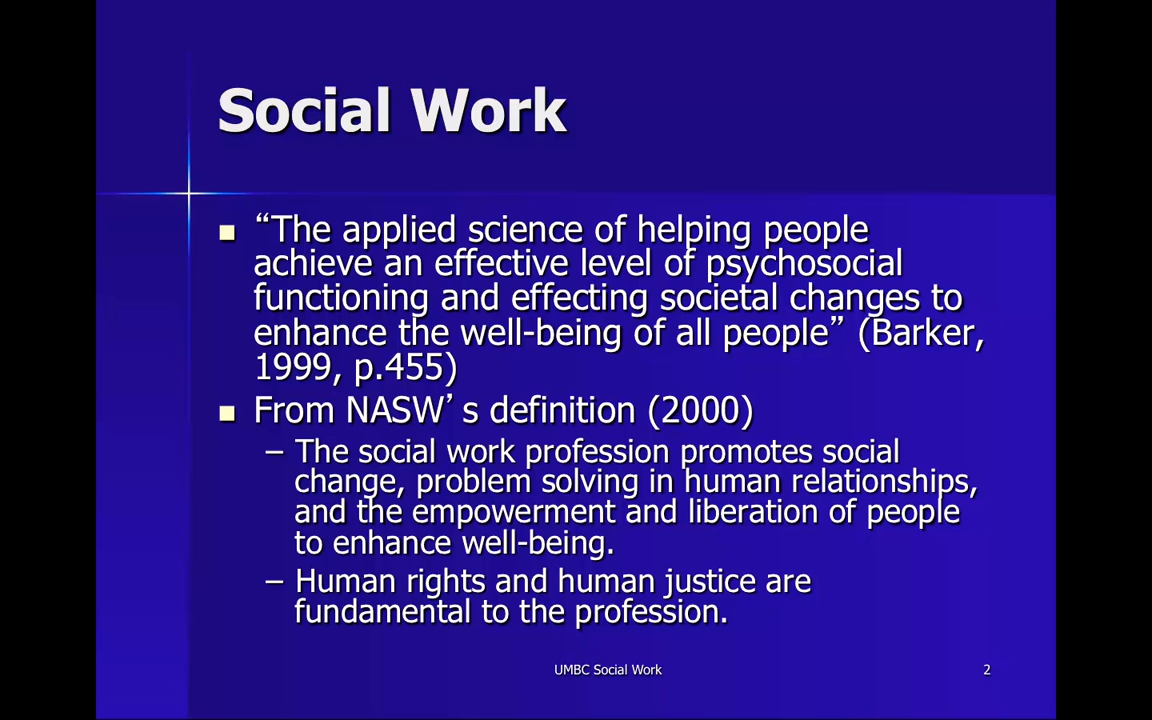 Social Work
“The applied science of helping people
achieve an effective level of psychosocial
functioning and effecting societal changes to
enhance the well-being of all people” (Barker,
1999, p.455)
From NASW’s definition (2000)
– The social work profession promotes social
change, problem solving in human relationships,
and the empowerment and liberation of people
to enhance well-being.
– Human rights and human justice are
fundamental to the profession.
UMBC Social Work
2